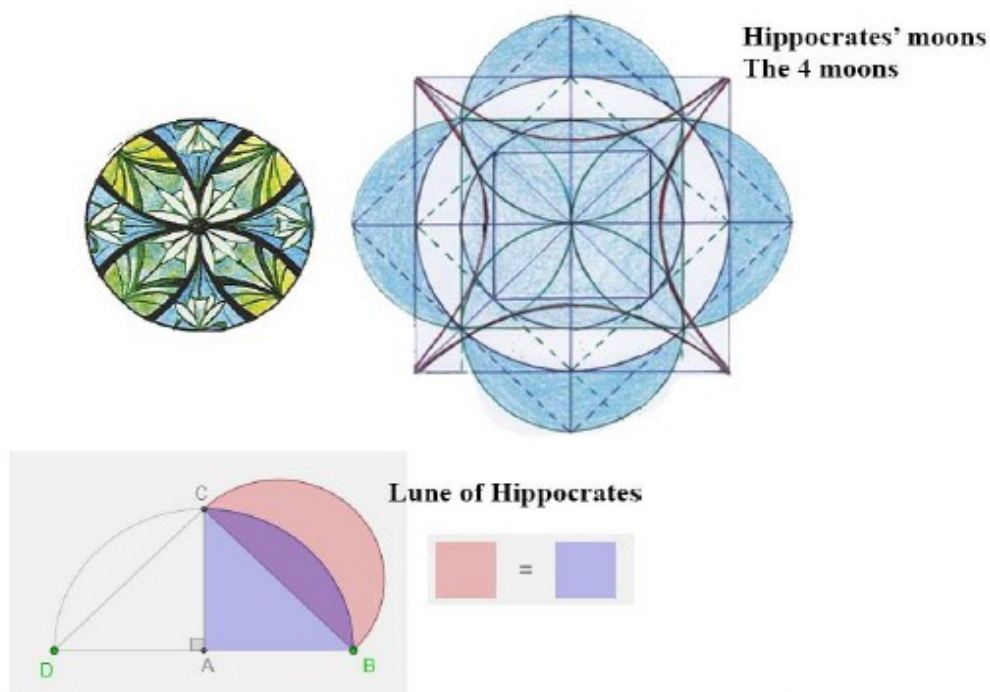 Hippocrates’ moons
The 4 moons
Lune of Hippocrates
C
=
D
A
B